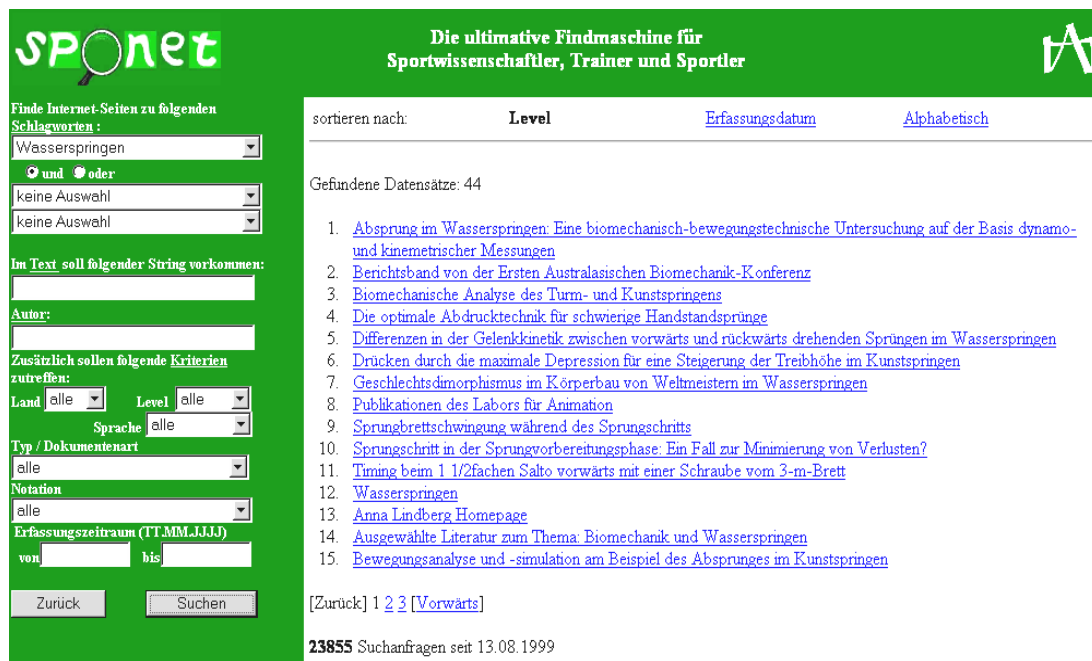 sponet
Die ultimative Findmaschine für
Sportwissenschaftler, Trainer und Sportler
Finde Internet-Seiten zu folgenden
Schlagworten :
Wasserspringen
und oder
keine Auswahl
keine Auswahl
Im Text soll folgender String vorkommen:
Autor:
Zusätzlich sollen folgende Kriterien
zutreffen:
Land alle Level alle
Sprache alle
Typ / Dokumentenart
alle
Notation
alle
Erfassungszeitraum (TT.MM.JJJJ)
von bis
Zurück Suchen
sortieren nach: Level Erfassungsdatum Alphabetisch
Gefundene Datensätze: 44
1. Absprung im Wasserspringen: Eine biomechanisch-bewegungstechnische Untersuchung auf der Basis dynamo-
und kinemetrischer Messungen
2. Berichtsband von der Ersten Australasischen Biomechanik-Konferenz
3. Biomechanische Analyse des Turm- und Kunstspringens
4. Die optimale Abdrucktechnik für schwierige Handstandsprünge
5. Differenzen in der Gelenkkinetik zwischen vorwärts und rückwärts drehenden Sprüngen im Wasserspringen
6. Drücken durch die maximale Depression für eine Steigerung der Treibhöhe im Kunstspringen
7. Geschlechtsdimorphismus im Körperbau von Weltmeistern im Wasserspringen
8. Publikationen des Labors für Animation
9. Sprungbrettschwingung während des Sprungschritts
10. Sprungschritt in der Sprungvorbereitungsphase: Ein Fall zur Minimierung von Verlusten?
11. Timing beim 1 1/2fachen Salto vorwärts mit einer Schraube vom 3-m-Brett
12. Wasserspringen
13. Anna Lindberg Homepage
14. Ausgewählte Literatur zum Thema: Biomechanik und Wasserspringen
15. Bewegungsanalyse und -simulation am Beispiel des Absprunges im Kunstspringen
[Zurück] 1 2 3 [Vorwärts]
23855 Suchanfragen seit 13.08.1999